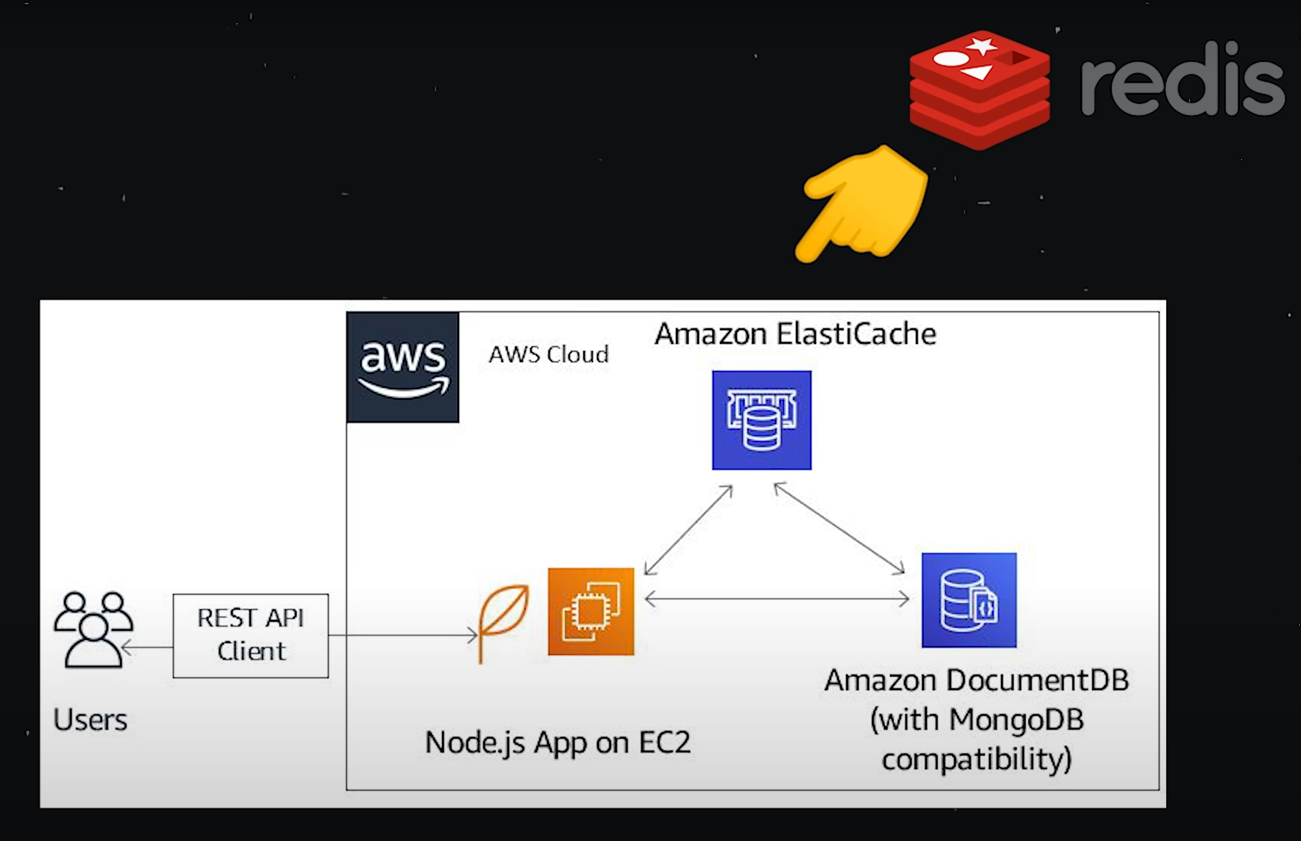 redis
aws
AWS Cloud
Amazon ElastiCache
REST API
Client
Users
Node.js App on EC2
Amazon DocumentDB
(with MongoDB
compatibility)